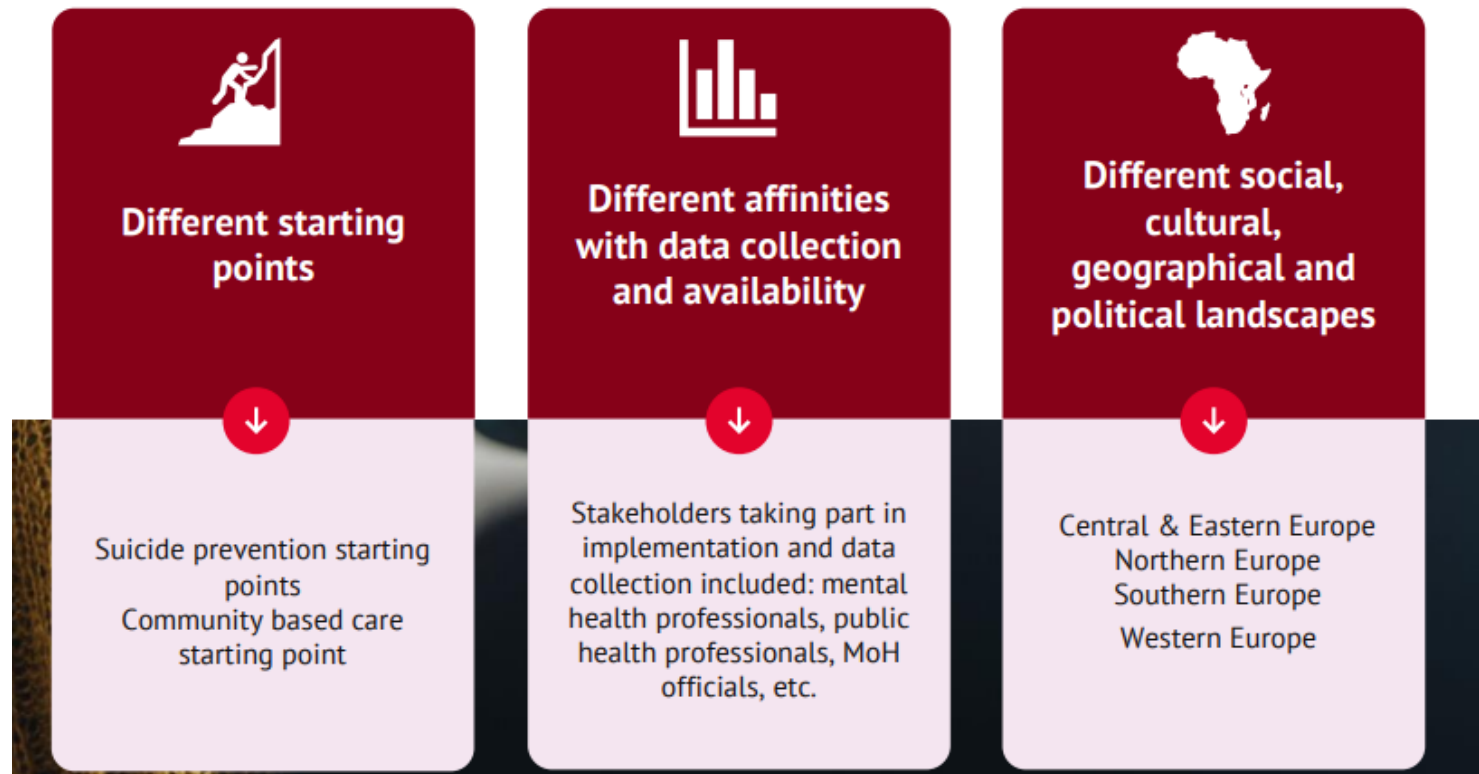 Different starting
points
Suicide prevention starting
points
Community based care
starting point
Different affinities
with data collection
and availability
Stakeholders taking part in
implementation and data
collection included: mental
health professionals, public
health professionals, MoH
officials, etc.
Different social,
cultural,
geographical and
political landscapes
Central & Eastern Europe
Northern Europe
Southern Europe
Western Europe